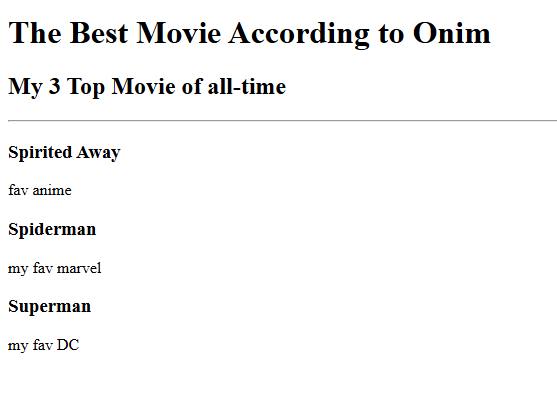 The Best Movie According to Onim
My 3 Top Movie of all-time
Spirited Away
fav anime
Spiderman
my fav marvel
Superman
my fav DC